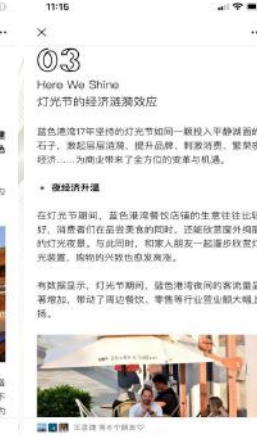 11:15
03
Here We Shine
灯光节的经济涟漪效应
蓝色港湾17年坚持的灯光节如同一颗投入平静湖面的
石子，激起层层涟漪，提升品牌、刺激消费、繁荣夜
经济……为商业带来了全方位的变革与机遇。
• 夜经济升温
在灯光节期间，蓝色港湾餐饮店铺的生意往往比较
好，消费者们在品尝美食的同时，还能欣赏窗外绚丽
的灯光夜景。与此同时，和家人朋友一起漫步欣赏灯
光装置，购物的兴致也愈发高涨。
有数据显示，灯光节期间，蓝色港湾夜间的客流量显
著增加，带动了周边餐饮、零售等行业营业额大幅上
扬。